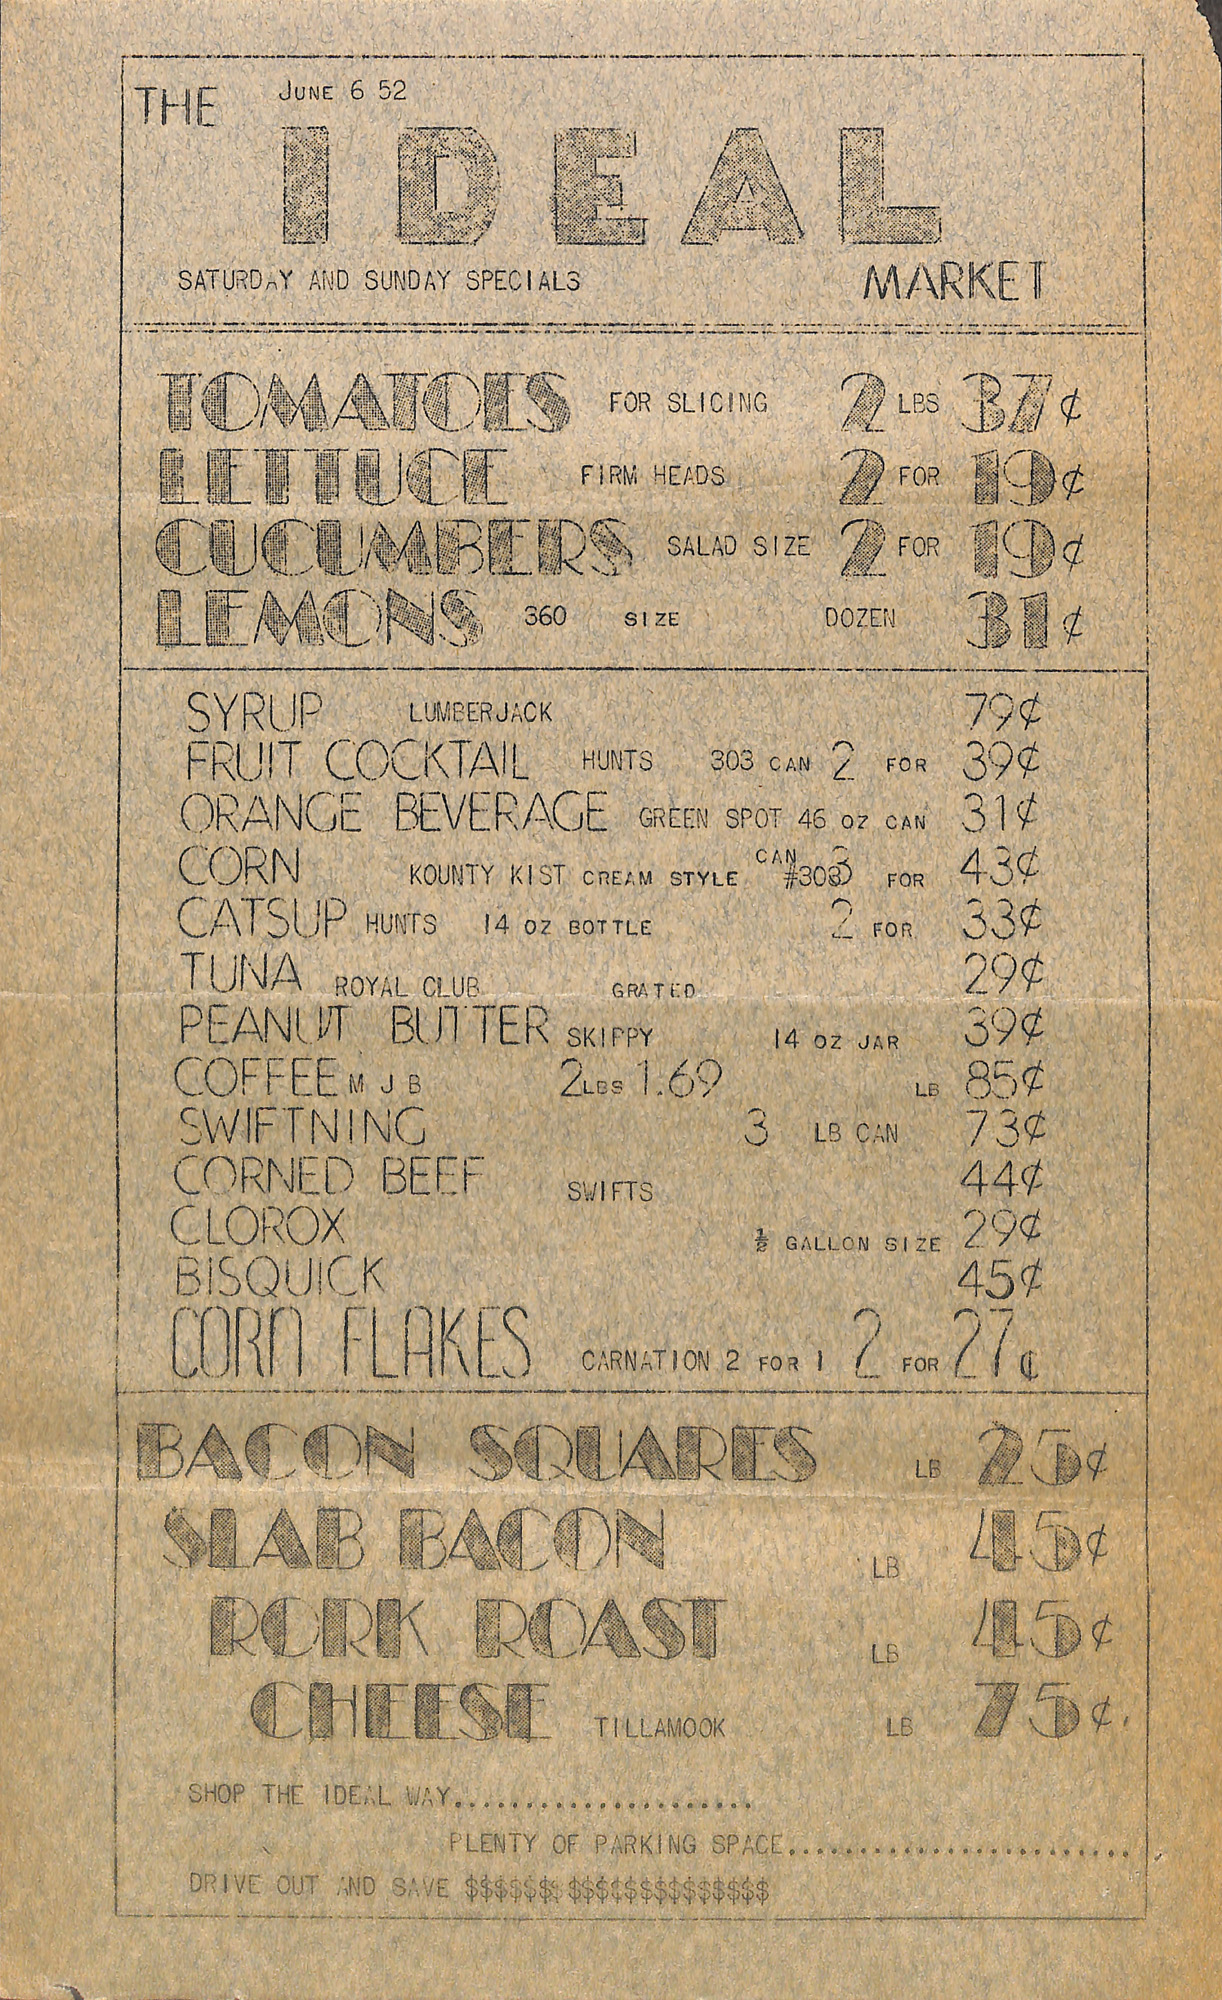 THE JUNE 6 52
IDEAL
SATURDAY AND SUNDAY SPECIALS MARKET
TOMATOES FOR SLICING 2 LBS 37¢
LETTUCE FIRM HEADS 2 FOR 19¢
CUCUMBERS SALAD SIZE 2 FOR 19¢
LEMONS 360 SIZE DOZEN 31¢
SYRUP LUMBERJACK 79¢
FRUIT COCKTAIL HUNTS 303 CAN 2 FOR 39¢
ORANGE BEVERAGE GREEN SPOT 46 OZ CAN 31¢
CORN KOUNTY KIST CREAM STYLE CAN #303 3 FOR 43¢
CATSUP HUNTS 14 OZ BOTTLE 2 FOR 33¢
TUNA ROYAL CLUB GRATED 29¢
PEANUT BUTTER SKIPPY 14 OZ JAR 39¢
COFFEE M J B 2 LBS 1.69 LB 85¢
SWIFTNING 3 LB CAN 73¢
CORNED BEEF SWIFTS 44¢
CLOROX ½ GALLON SIZE 29¢
BISQUICK 45¢
CORN FLAKES CARNATION 2 FOR 1 2 FOR 27¢
BACON SQUARES LB 25¢
SLAB BACON LB 45¢
PORK ROAST LB 45¢
CHEESE TILLAMOOK LB 75¢.
SHOP THE IDEAL WAY.....................
PLENTY OF PARKING SPACE........................
DRIVE OUT AND SAVE $$$$$$$ $$$$$$$$$$$$$$